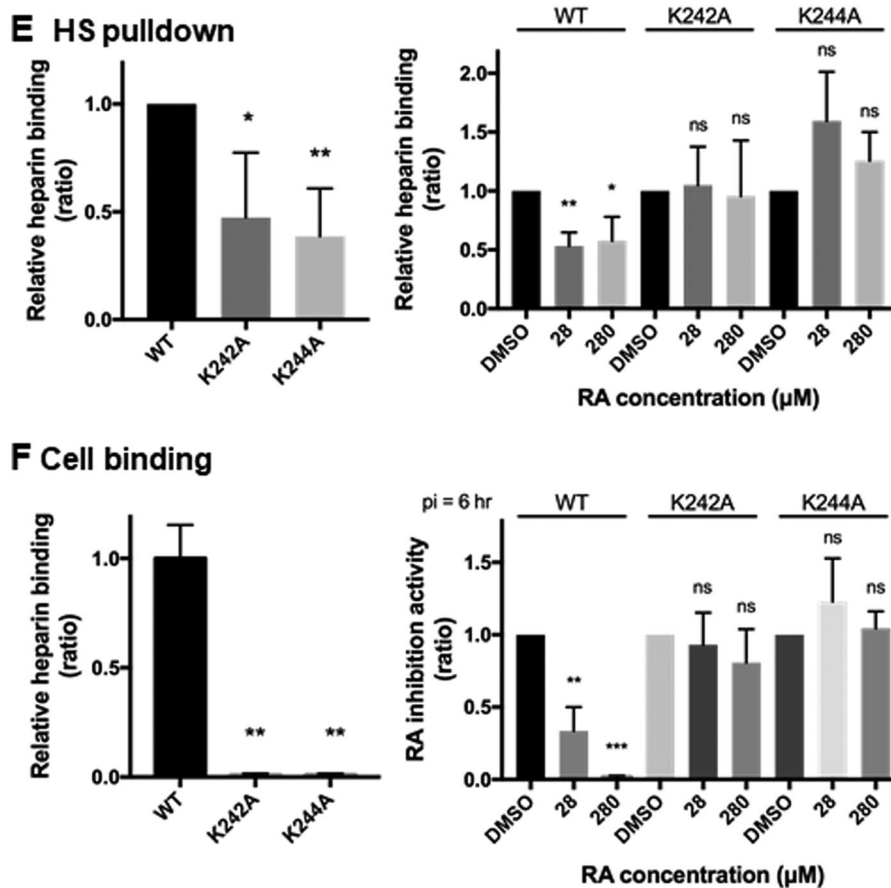 E HS pulldown
Relative heparin binding
(ratio)
1.0
0.5
0.0
*
**
WT
K242A
K244A
WT
K242A
K244A
Relative heparin binding
(ratio)
2.0
1.5
1.0
0.5
0.0
**
*
ns
ns
ns
ns
DMSO
28
280
DMSO
28
280
DMSO
28
280
RA concentration (µM)
F Cell binding
Relative heparin binding
(ratio)
1.0
0.5
0.0
**
**
WT
K242A
K244A
pi = 6 hr
WT
K242A
K244A
RA inhibition activity
(ratio)
1.5
1.0
0.5
0.0
**
***
ns
ns
ns
ns
DMSO
28
280
DMSO
28
280
DMSO
28
280
RA concentration (µM)